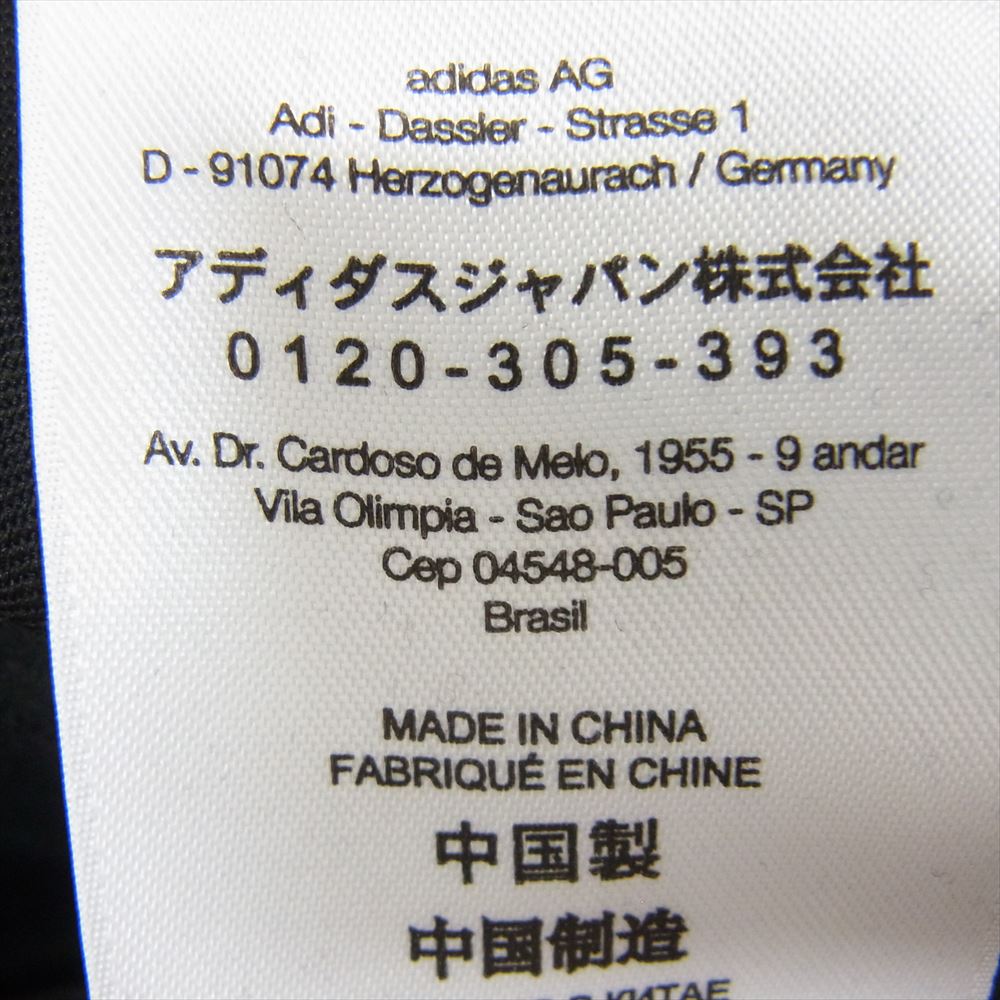 adidas AG
Adi - Dassler - Strasse 1
D - 91074 Herzogenaurach / Germany
アディダスジャパン株式会社
0120-305-393
Av. Dr. Cardoso de Melo, 1955 - 9 andar
Vila Olimpia - Sao Paulo - SP
Cep 04548-005
Brasil
MADE IN CHINA
FABRIQUÉ EN CHINE
中国製
中国制造
КИТАЕ